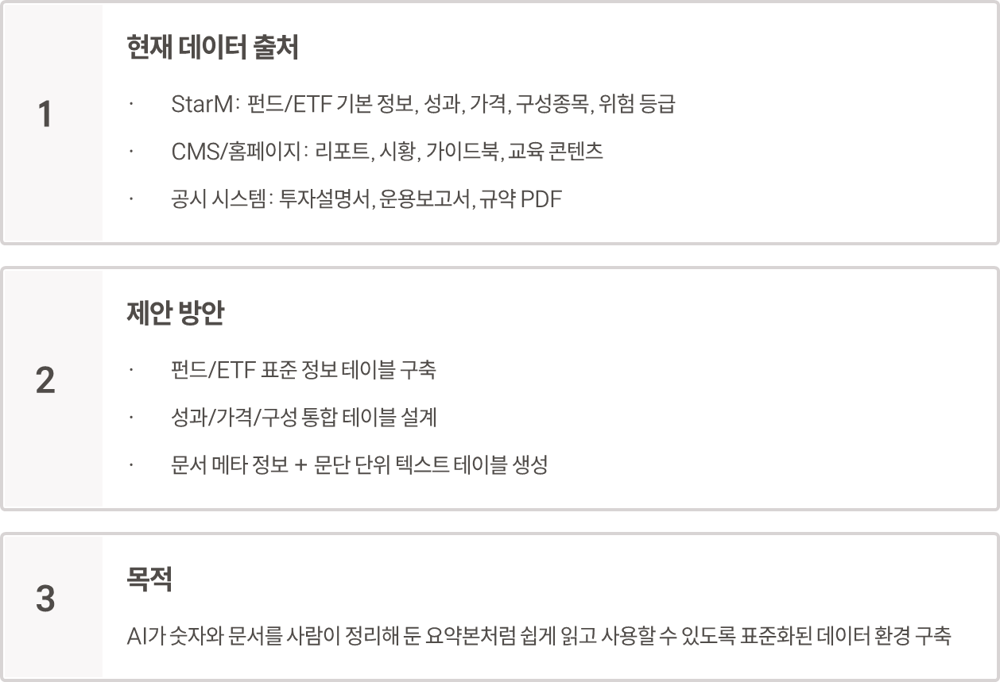 1
현재 데이터 출처
· StarM: 펀드/ETF 기본 정보, 성과, 가격, 구성종목, 위험 등급
· CMS/홈페이지: 리포트, 시황, 가이드북, 교육 콘텐츠
· 공시 시스템: 투자설명서, 운용보고서, 규약 PDF
2
제안 방안
· 펀드/ETF 표준 정보 테이블 구축
· 성과/가격/구성 통합 테이블 설계
· 문서 메타 정보 + 문단 단위 텍스트 테이블 생성
3
목적
AI가 숫자와 문서를 사람이 정리해 둔 요약본처럼 쉽게 읽고 사용할 수 있도록 표준화된 데이터 환경 구축